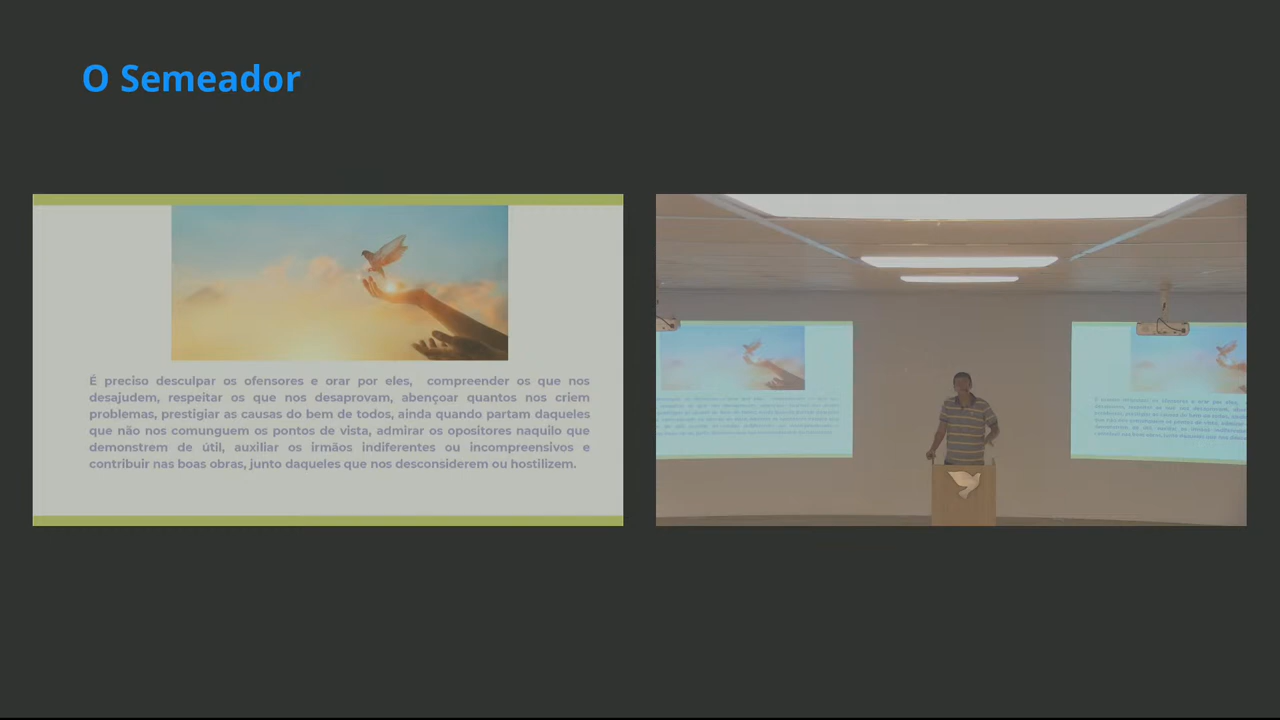 O Semeador
É preciso desculpar os ofensores e orar por eles, compreender os que nos
desajudem, respeitar os que nos desaprovam, abençoar quantos nos criem
problemas, prestigiar as causas do bem de todos, ainda quando partam daqueles
que não nos comunguem os pontos de vista, admirar os opositores naquilo que
demonstrem de útil, auxiliar os irmãos indiferentes ou incompreensivos e
contribuir nas boas obras, junto daqueles que nos desconsiderem ou hostilizem.